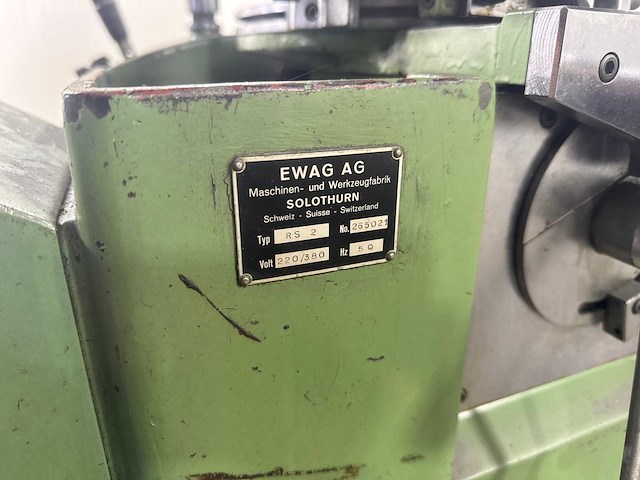 EWAG AG
Maschinen- und Werkzeugfabrik
SOLOTHURN
Schweiz - Suisse - Switzerland
Typ RS 2 No. 265021
Volt 220/380 Hz 50